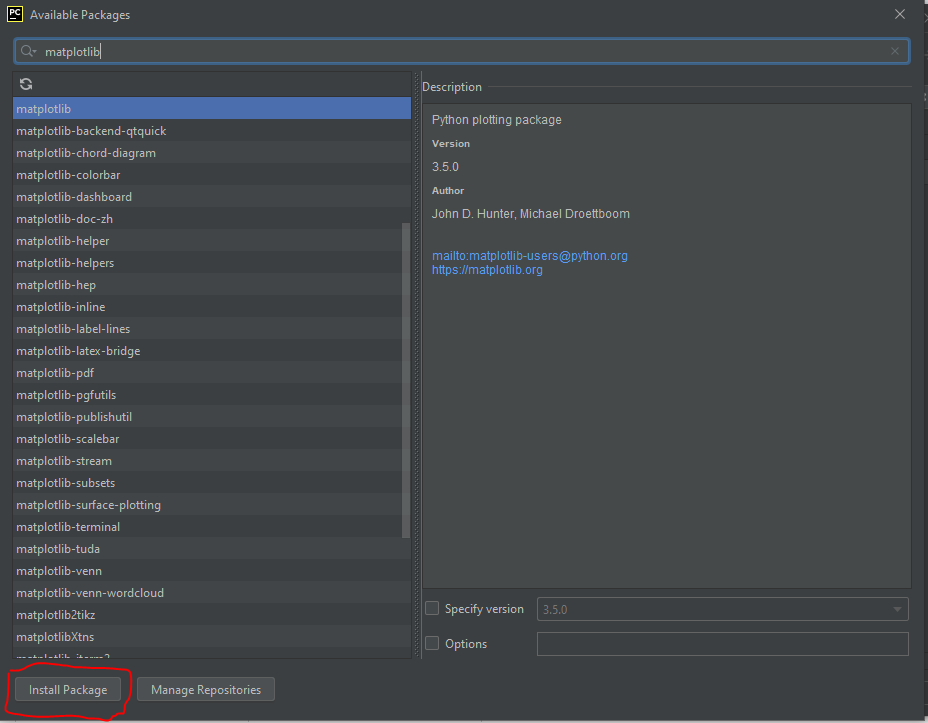 PC
Available Packages
matplotlib
matplotlib
matplotlib-backend-qtquick
matplotlib-chord-diagram
matplotlib-colorbar
matplotlib-dashboard
matplotlib-doc-zh
matplotlib-helper
matplotlib-helpers
matplotlib-hep
matplotlib-inline
matplotlib-label-lines
matplotlib-latex-bridge
matplotlib-pdf
matplotlib-pgfutils
matplotlib-publishutil
matplotlib-scalebar
matplotlib-stream
matplotlib-subsets
matplotlib-surface-plotting
matplotlib-terminal
matplotlib-tuda
matplotlib-venn
matplotlib-venn-wordcloud
matplotlib2tikz
matplotlibXtns
matplotlib_iterm2
Description
Python plotting package
Version
3.5.0
Author
John D. Hunter, Michael Droettboom
mailto:matplotlib-users@python.org
https://matplotlib.org
Specify version
3.5.0
Options
Install Package
Manage Repositories